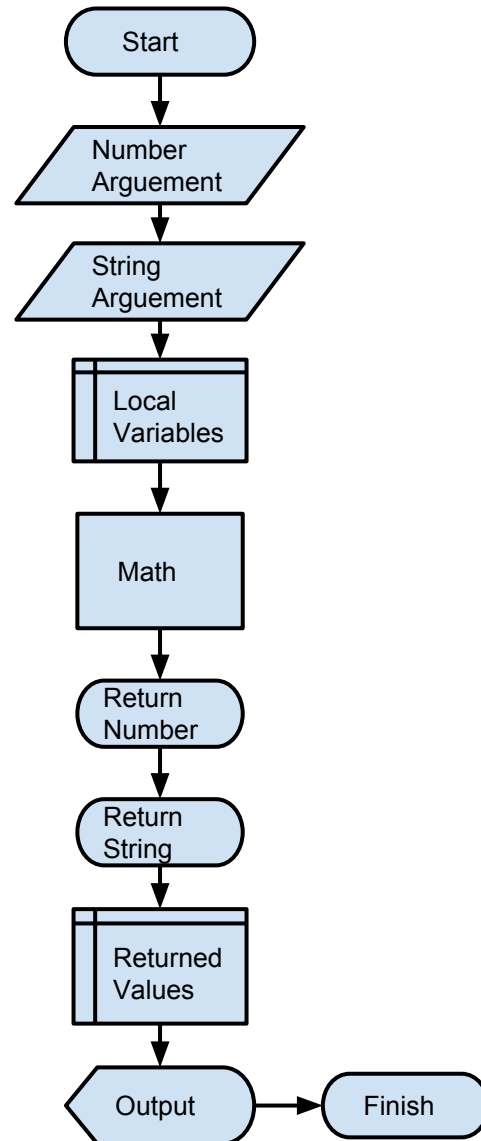 Start
Number
Arguement
String
Arguement
Local
Variables
Math
Return
Number
Return
String
Returned
Values
Output
Finish